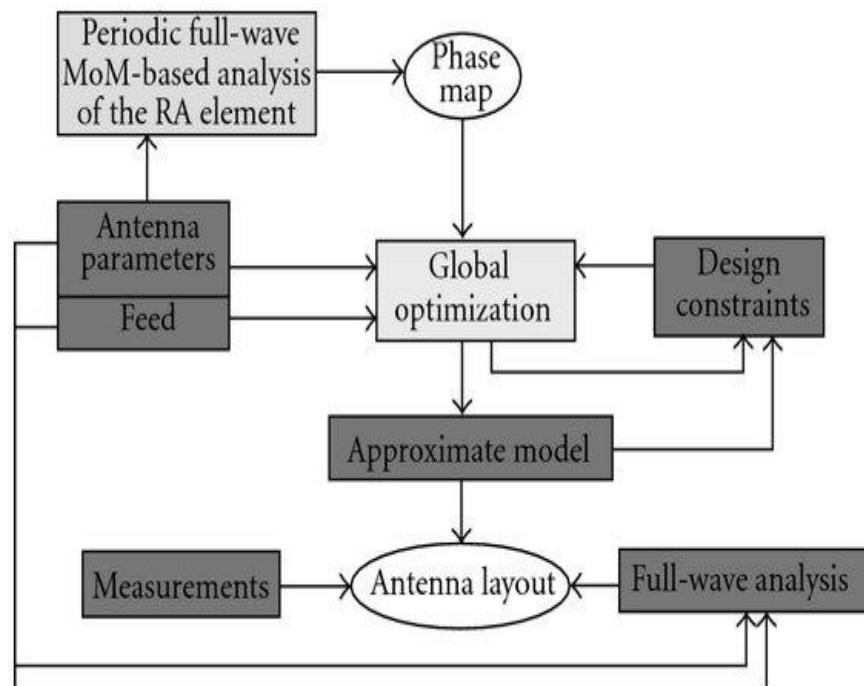 Periodic full-wave
MoM-based analysis
of the RA element
Phase
map
Antenna
parameters
Feed
Global
optimization
Design
constraints
Approximate model
Measurements
Antenna layout
Full-wave analysis